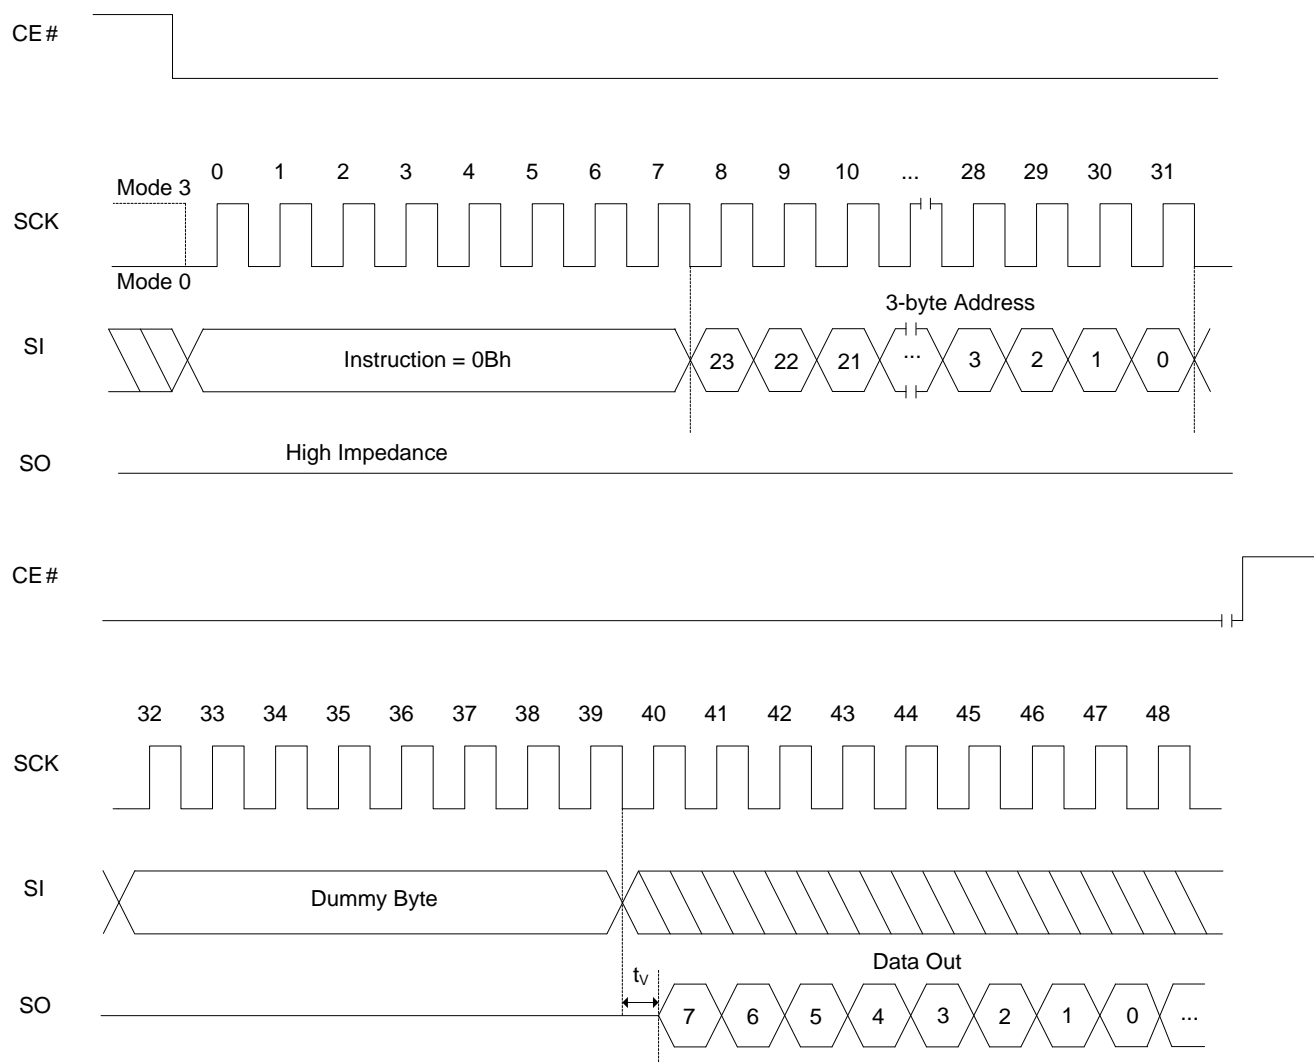 CE#
0 1 2 3 4 5 6 7 8 9 10 ... 28 29 30 31
Mode 3
SCK
Mode 0
3-byte Address
SI
Instruction = 0Bh
23 22 21 ... 3 2 1 0
High Impedance
SO
CE#
32 33 34 35 36 37 38 39 40 41 42 43 44 45 46 47 48
SCK
SI
Dummy Byte
Data Out
tV
SO
7 6 5 4 3 2 1 0 ...